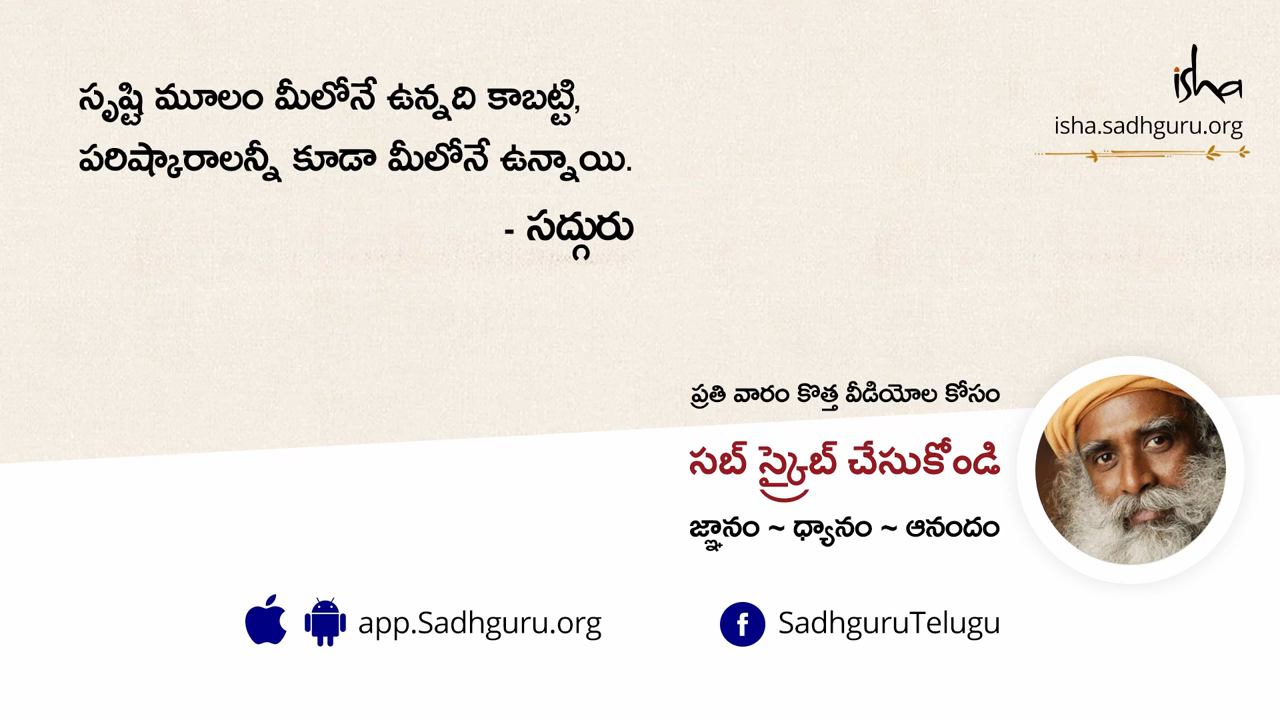 సృష్టి మూలం మీలోనే ఉన్నది కాబట్టి,
పరిష్కారాలన్నీ కూడా మీలోనే ఉన్నాయి.
- సద్గురు
isha
isha.sadhguru.org
ప్రతి వారం కొత్త వీడియోల కోసం
సబ్ స్క్రైబ్ చేసుకోండి
జ్ఞానం ~ ధ్యానం ~ ఆనందం
app.Sadhguru.org
f SadhguruTelugu